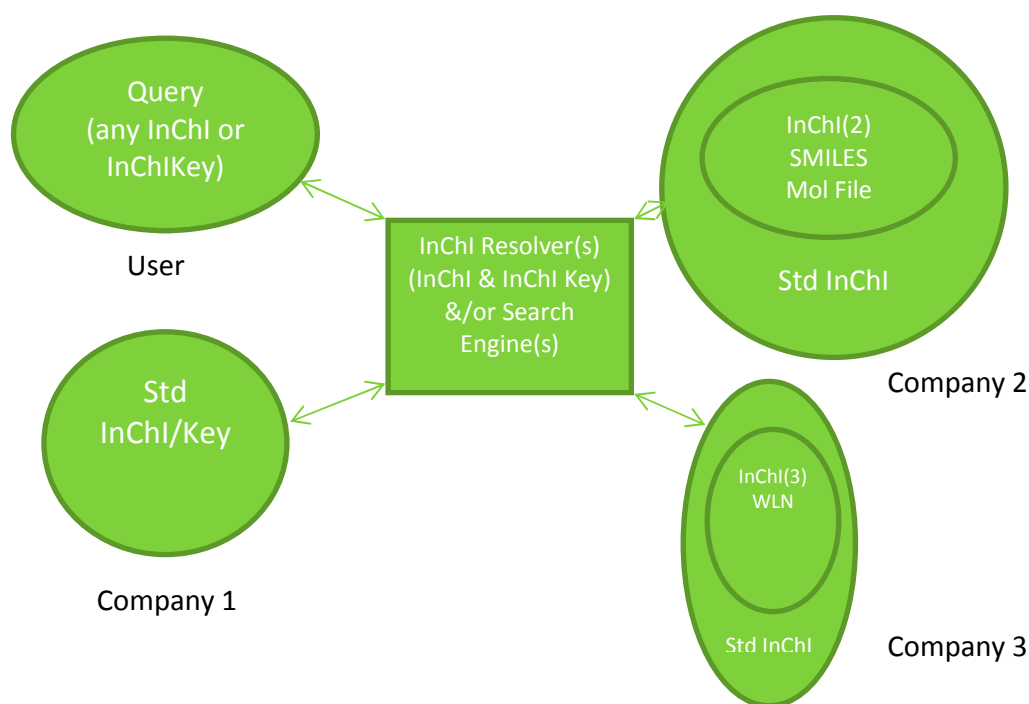 Query
(any InChI or
InChIKey)
User
InChI(2)
SMILES
Mol File
Std InChI
Company 2
InChI Resolver(s)
(InChI & InChI Key)
&/or Search
Engine(s)
Std
InChI/Key
Company 1
InChI(3)
WLN
Std InChI
Company 3